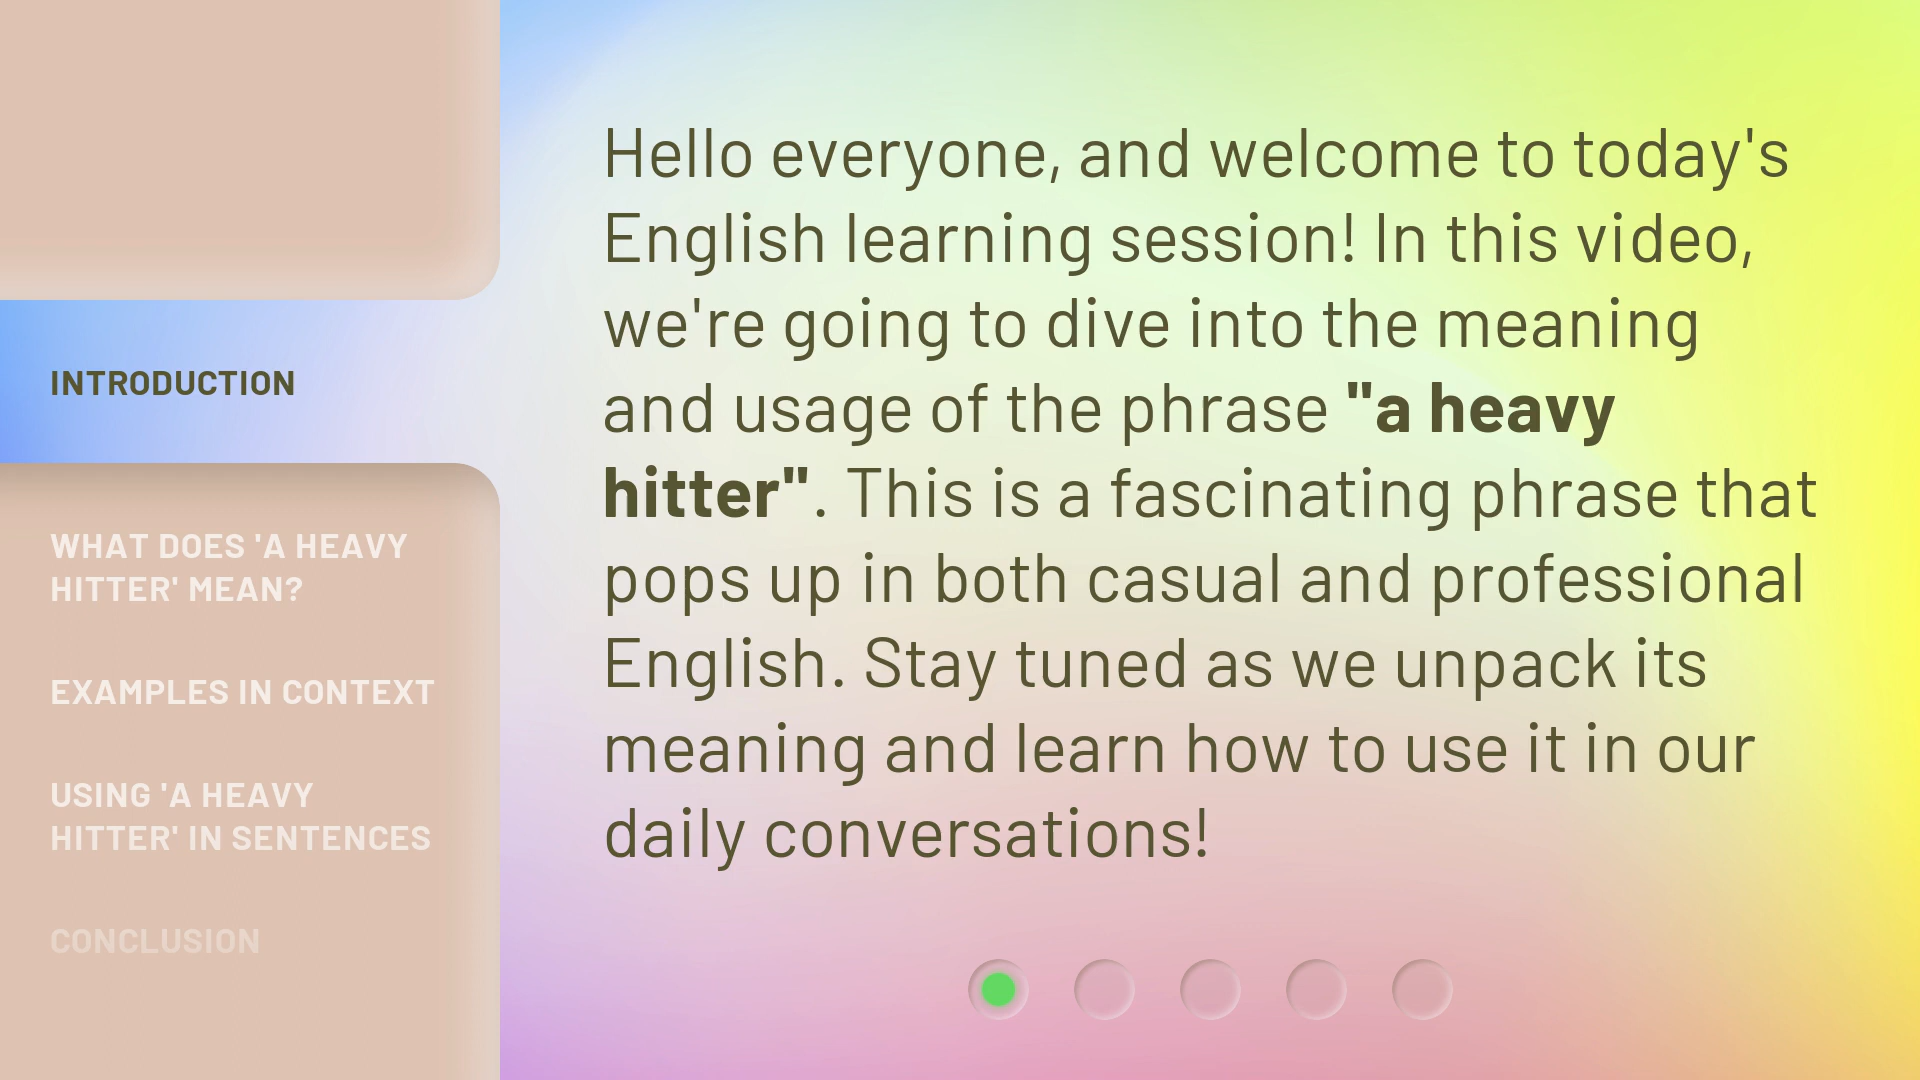 INTRODUCTION
WHAT DOES 'A HEAVY
HITTER' MEAN?
EXAMPLES IN CONTEXT
USING 'A HEAVY
HITTER' IN SENTENCES
CONCLUSION
Hello everyone, and welcome to today's
English learning session! In this video,
we're going to dive into the meaning
and usage of the phrase "a heavy
hitter". This is a fascinating phrase that
pops up in both casual and professional
English. Stay tuned as we unpack its
meaning and learn how to use it in our
daily conversations!